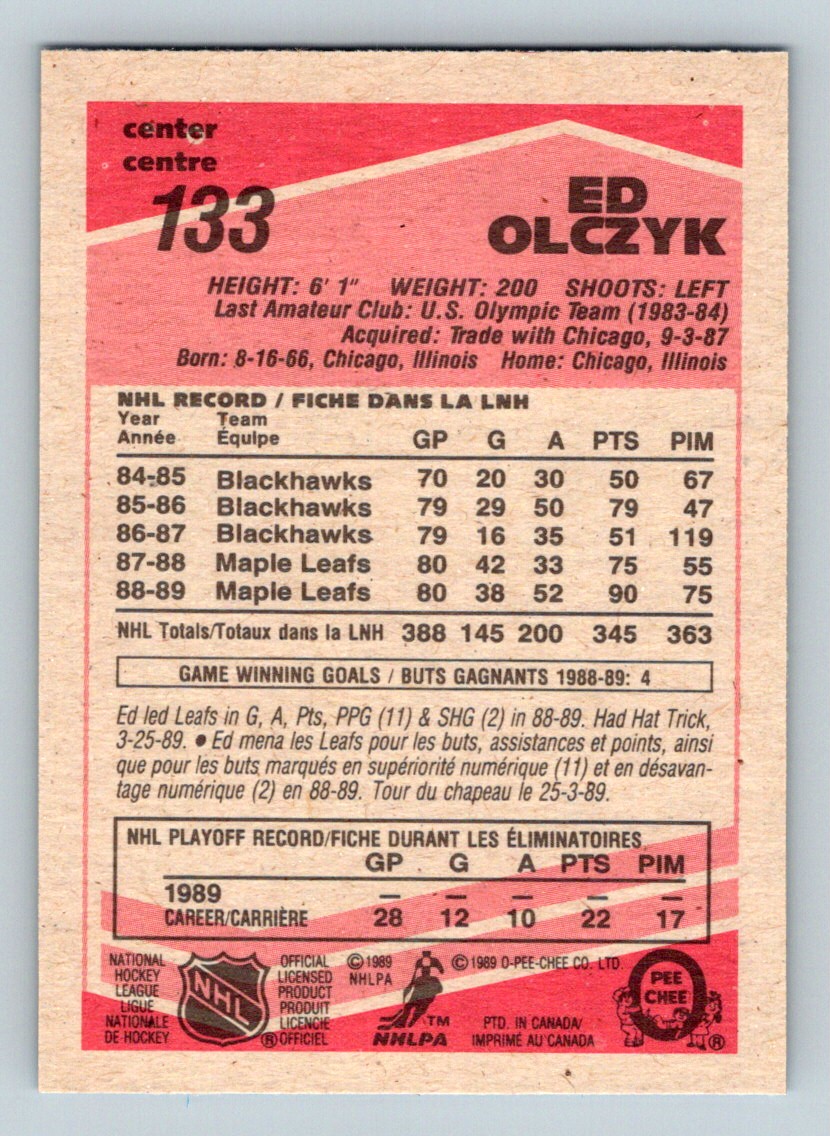 center
centre
133
ED
OLCZYK
HEIGHT: 6' 1" WEIGHT: 200 SHOOTS: LEFT
Last Amateur Club: U.S. Olympic Team (1983-84)
Acquired: Trade with Chicago, 9-3-87
Born: 8-16-66, Chicago, Illinois Home: Chicago, Illinois
NHL RECORD / FICHE DANS LA LNH
Year Team
Année Équipe GP G A PTS PIM
84-85 Blackhawks 70 20 30 50 67
85-86 Blackhawks 79 29 50 79 47
86-87 Blackhawks 79 16 35 51 119
87-88 Maple Leafs 80 42 33 75 55
88-89 Maple Leafs 80 38 52 90 75
NHL Totals/Totaux dans la LNH 388 145 200 345 363
GAME WINNING GOALS / BUTS GAGNANTS 1988-89: 4
Ed led Leafs in G, A, Pts, PPG (11) & SHG (2) in 88-89. Had Hat Trick,
3-25-89. ● Ed mena les Leafs pour les buts, assistances et points, ainsi
que pour les buts marqués en supériorité numérique (11) et en désavan-
tage numérique (2) en 88-89. Tour du chapeau le 25-3-89.
NHL PLAYOFF RECORD/FICHE DURANT LES ÉLIMINATOIRES
GP G A PTS PIM
1989 — — — — —
CAREER/CARRIÈRE 28 12 10 22 17
NATIONAL
HOCKEY
LEAGUE
LIGUE
NATIONALE
DE HOCKEY
NHL
®
OFFICIAL
LICENSED
PRODUCT
PRODUIT
LICENCIE
OFFICIEL
© 1989
NHLPA
TM
NHLPA
© 1989 O-PEE-CHEE CO. LTD.
PTD. IN CANADA/
IMPRIMÉ AU CANADA
PEE
CHEE
®